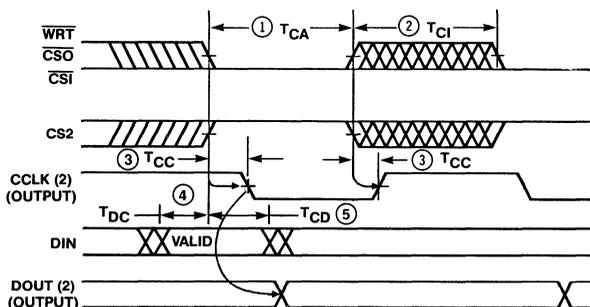 WRT
① TCA
② TCI
CSO
CSI
CS2
③ TCC
③ TCC
CCLK (2)
(OUTPUT)
④
TDC
TCD ⑤
DIN
VALID
DOUT (2)
(OUTPUT)